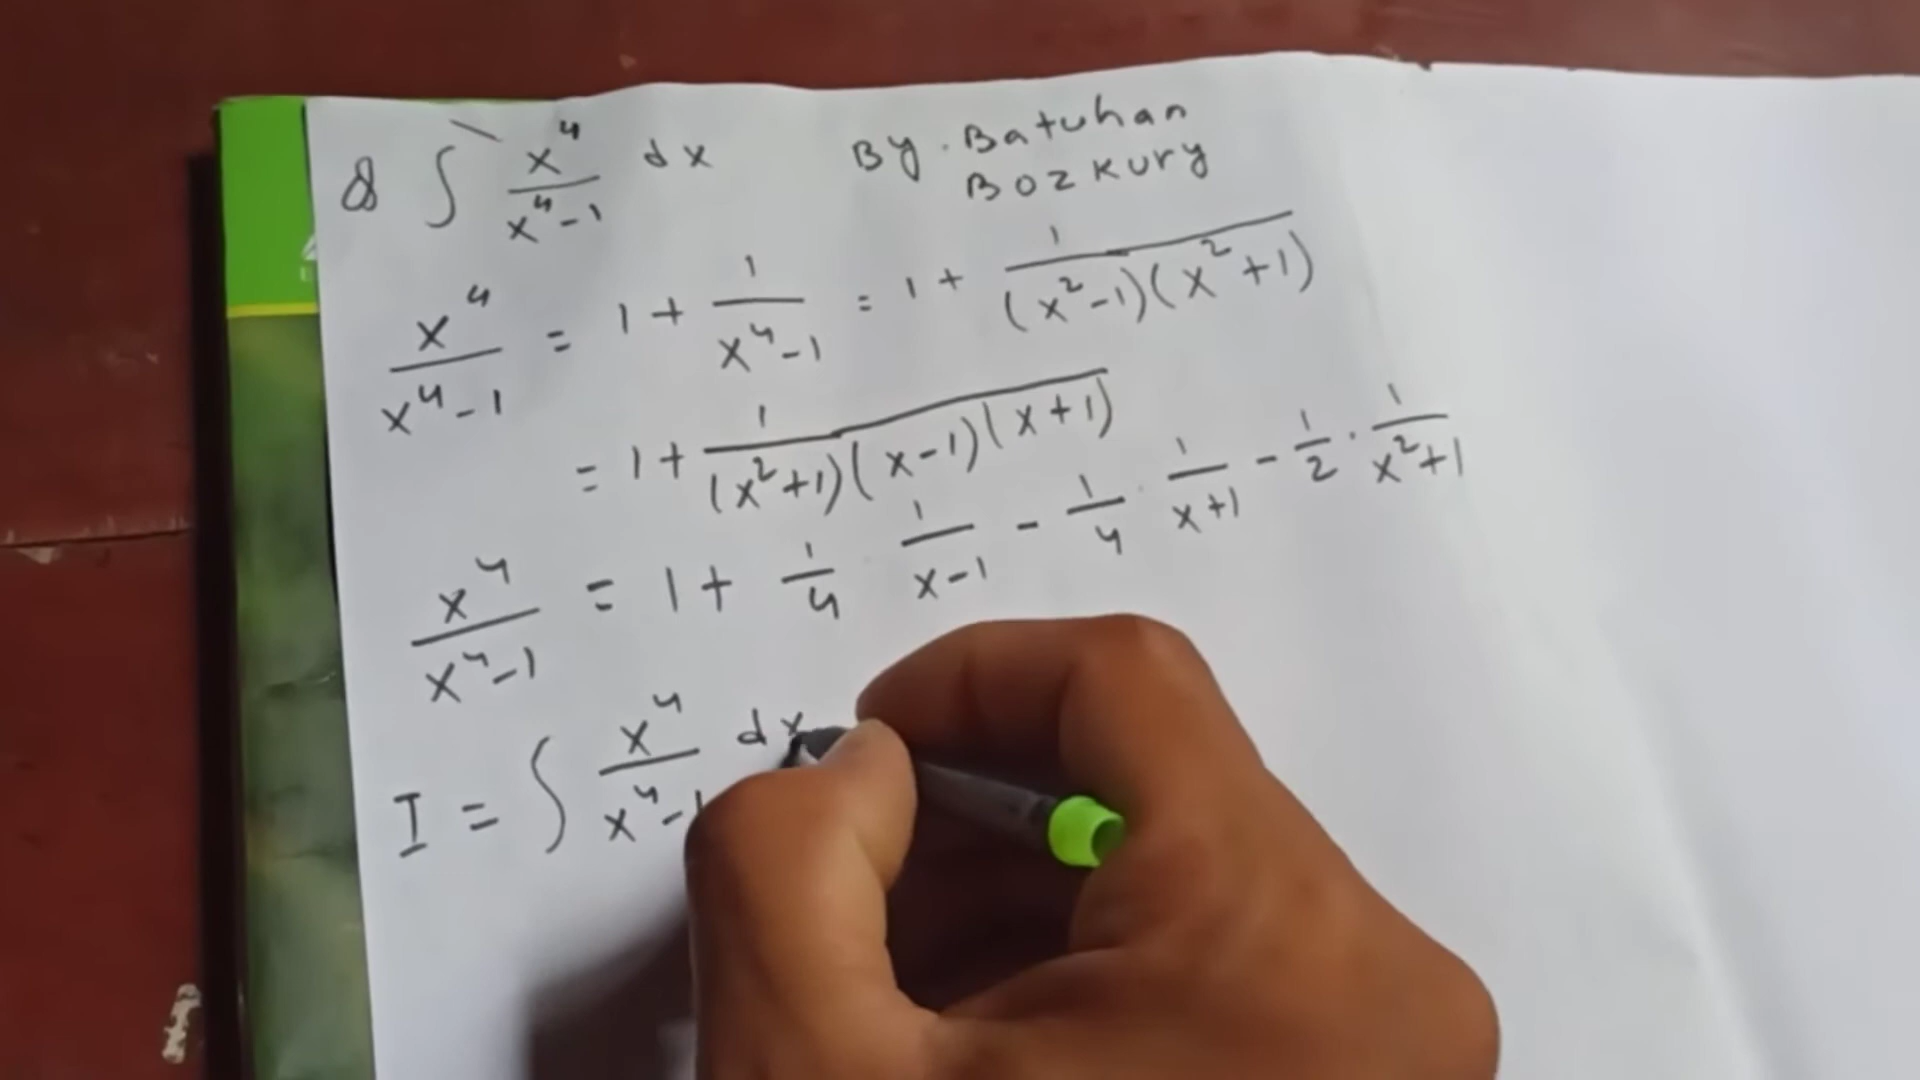 Q ∫ x⁴/(x⁴-1) dx By. Batuhan
Bozkury
x⁴/(x⁴-1) = 1 + 1/(x⁴-1) = 1 + 1/((x²-1)(x²+1))
= 1 + 1/((x²+1)(x-1)(x+1))
x⁴/(x⁴-1) = 1 + 1/4 · 1/(x-1) - 1/4 · 1/(x+1) - 1/2 · 1/(x²+1)
I = ∫ x⁴/(x⁴-1) dx